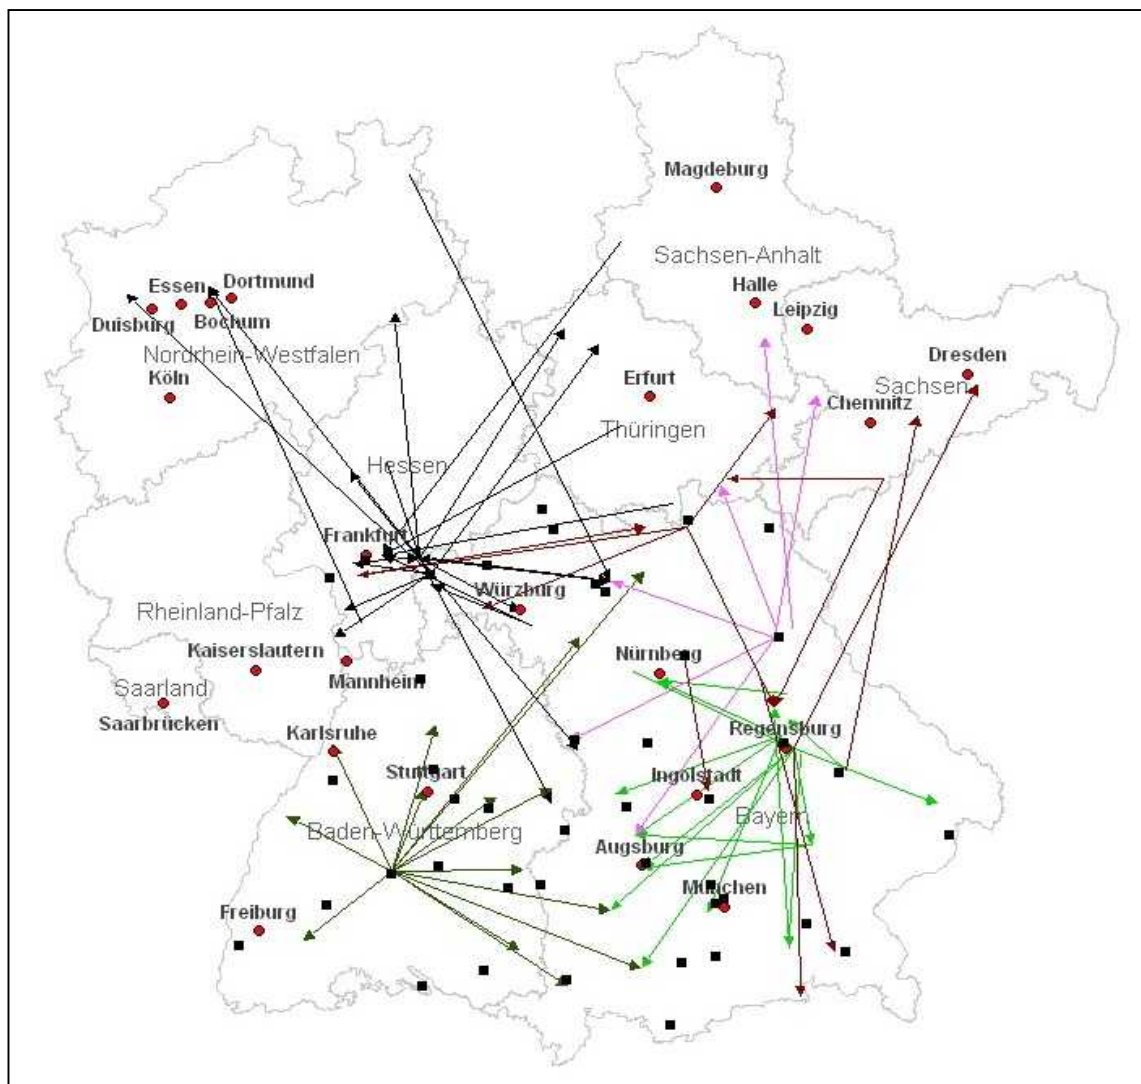 Magdeburg
Sachsen-Anhalt
Halle
Leipzig
Essen
Dortmund
Duisburg
Bochum
Nordrhein-Westfalen
Köln
Dresden
Sachsen
Erfurt
Chemnitz
Thüringen
Hessen
Frankfurt
Würzburg
Rheinland-Pfalz
Kaiserslautern
Nürnberg
Mannheim
Saarland
Saarbrücken
Karlsruhe
Regensburg
Stuttgart
Ingolstadt
Baden-Württemberg
Bayern
Augsburg
München
Freiburg